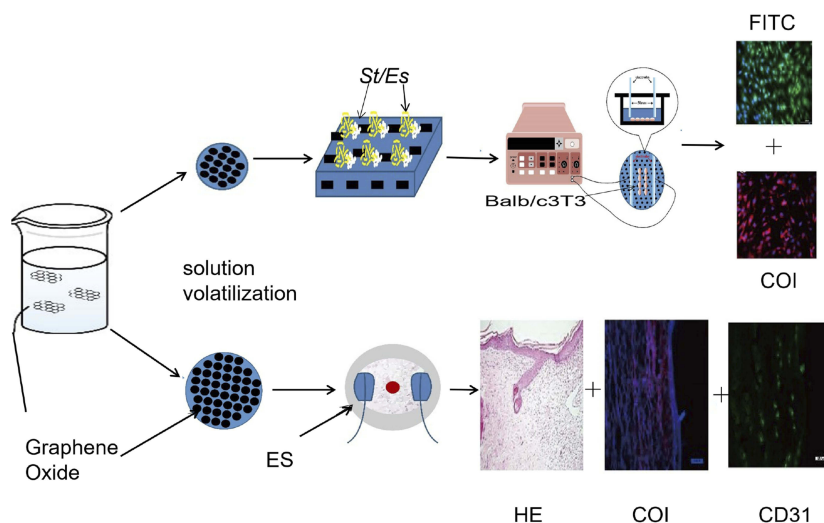 FITC
St/Es
Balb/c3T3
COI
solution
volatilization
Graphene
Oxide
ES
HE
COI
CD31